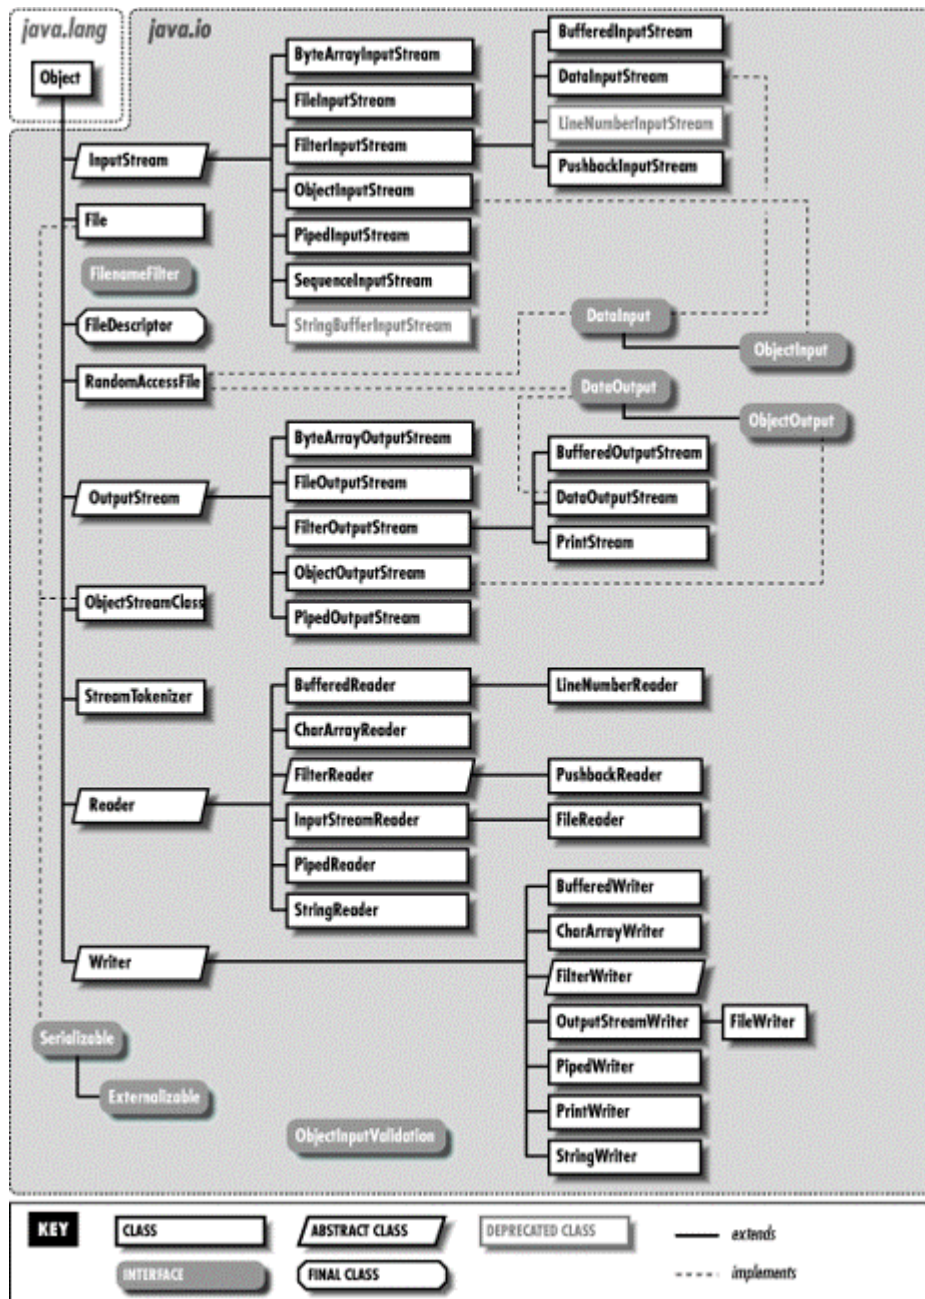 java.lang
java.io
Object
InputStream
File
FilenameFilter
FileDescriptor
RandomAccessFile
OutputStream
ObjectStreamClass
StreamTokenizer
Reader
Writer
Serializable
Externalizable
ByteArrayInputStream
FileInputStream
FilterInputStream
ObjectInputStream
PipedInputStream
SequenceInputStream
StringBufferInputStream
BufferedInputStream
DataInputStream
LineNumberInputStream
PushbackInputStream
DataInput
ObjectInput
DataOutput
ObjectOutput
ByteArrayOutputStream
FileOutputStream
FilterOutputStream
ObjectOutputStream
PipedOutputStream
BufferedOutputStream
DataOutputStream
PrintStream
BufferedReader
CharArrayReader
FilterReader
InputStreamReader
PipedReader
StringReader
LineNumberReader
PushbackReader
FileReader
BufferedWriter
CharArrayWriter
FilterWriter
OutputStreamWriter
FileWriter
PipedWriter
PrintWriter
StringWriter
ObjectInputValidation
KEY
CLASS
ABSTRACT CLASS
DEPRECATED CLASS
extends
INTERFACE
FINAL CLASS
implements